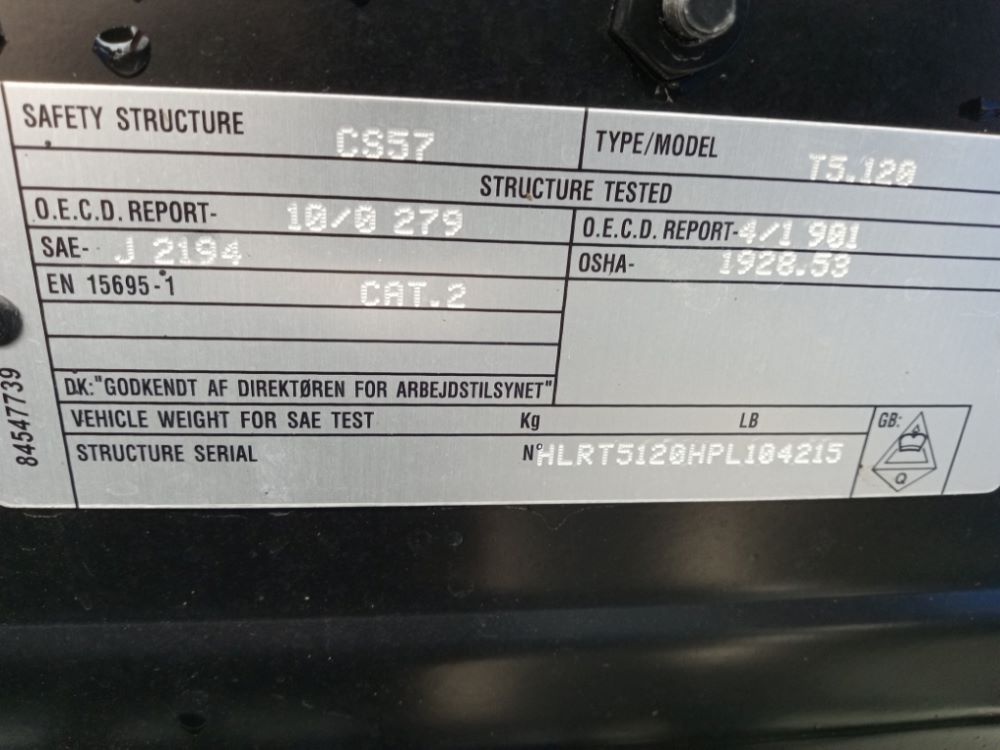 SAFETY STRUCTURE CS57 TYPE/MODEL T5.120
STRUCTURE TESTED
O.E.C.D. REPORT- 10/0 279 O.E.C.D. REPORT-4/1 901
SAE- J 2194 OSHA- 1928.53
EN 15695-1 CAT.2
DK:"GODKENDT AF DIREKTØREN FOR ARBEJDSTILSYNET"
VEHICLE WEIGHT FOR SAE TEST Kg LB GB:
STRUCTURE SERIAL N°HLRT5120HPL104215 Q
84547739